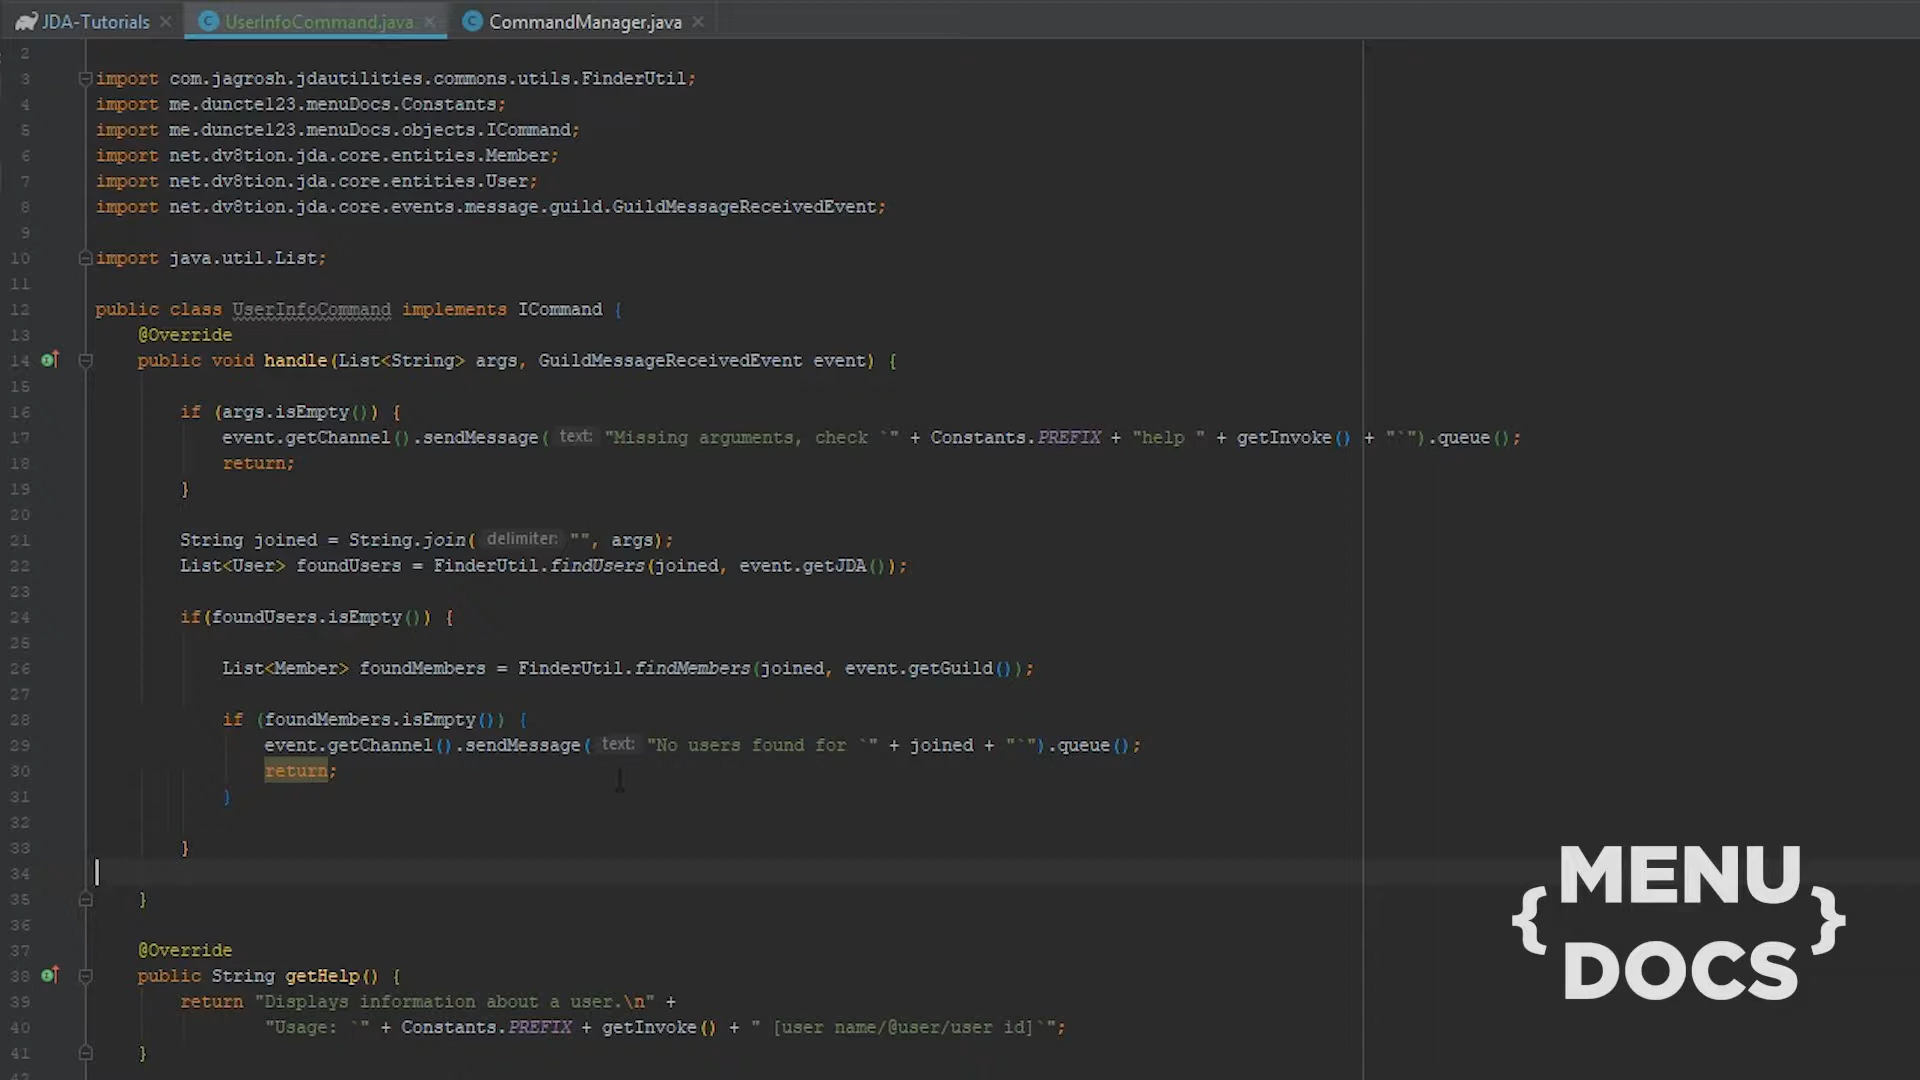 JDA-Tutorials × UserInfoCommand.java × CommandManager.java ×
2
3 import com.jagrosh.jdautilities.commons.utils.FinderUtil;
4 import me.duncte123.menuDocs.Constants;
5 import me.duncte123.menuDocs.objects.ICommand;
6 import net.dv8tion.jda.core.entities.Member;
7 import net.dv8tion.jda.core.entities.User;
8 import net.dv8tion.jda.core.events.message.guild.GuildMessageReceivedEvent;
9
10 import java.util.List;
11
12 public class UserInfoCommand implements ICommand {
13 @Override
14 public void handle(List<String> args, GuildMessageReceivedEvent event) {
15
16 if (args.isEmpty()) {
17 event.getChannel().sendMessage( text: "Missing arguments, check `" + Constants.PREFIX + "help " + getInvoke() + "`").queue();
18 return;
19 }
20
21 String joined = String.join( delimiter: "", args);
22 List<User> foundUsers = FinderUtil.findUsers(joined, event.getJDA());
23
24 if(foundUsers.isEmpty()) {
25
26 List<Member> foundMembers = FinderUtil.findMembers(joined, event.getGuild());
27
28 if (foundMembers.isEmpty()) {
29 event.getChannel().sendMessage( text: "No users found for `" + joined + "`").queue();
30 return;
31 }
32
33 }
34
35 }
36
37 @Override
38 public String getHelp() {
39 return "Displays information about a user.\n" +
40 "Usage: `" + Constants.PREFIX + getInvoke() + " [user name/@user/user id]`";
41 }
{ MENU
DOCS }